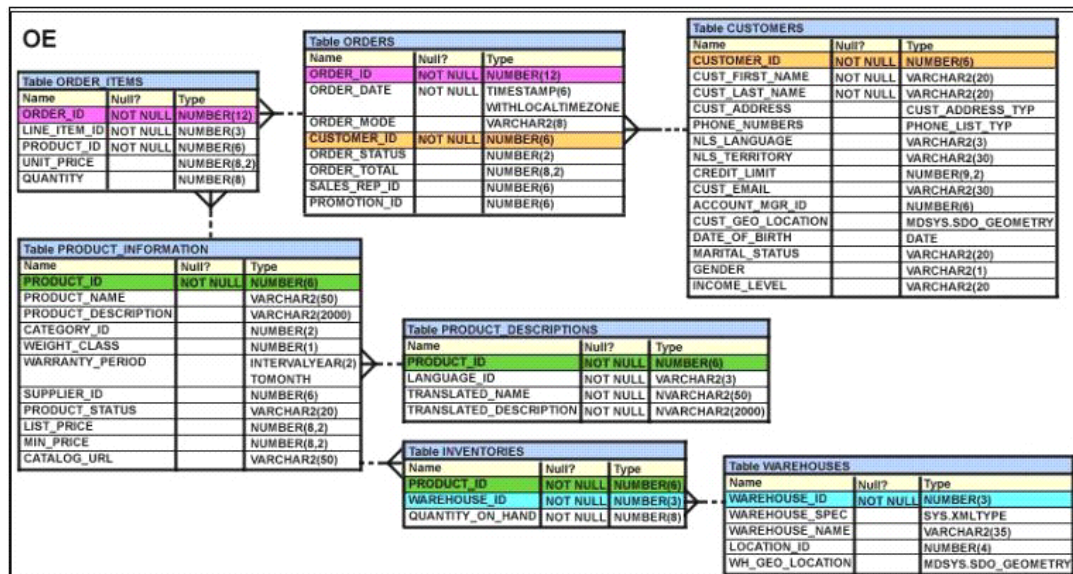 OE
Table ORDER_ITEMS
Name Null? Type
ORDER_ID NOT NULL NUMBER(12)
LINE_ITEM_ID NOT NULL NUMBER(3)
PRODUCT_ID NOT NULL NUMBER(6)
UNIT_PRICE NUMBER(8,2)
QUANTITY NUMBER(8)
Table ORDERS
Name Null? Type
ORDER_ID NOT NULL NUMBER(12)
ORDER_DATE NOT NULL TIMESTAMP(6)
WITHLOCALTIMEZONE
ORDER_MODE VARCHAR2(8)
CUSTOMER_ID NOT NULL NUMBER(6)
ORDER_STATUS NUMBER(2)
ORDER_TOTAL NUMBER(8,2)
SALES_REP_ID NUMBER(6)
PROMOTION_ID NUMBER(6)
Table CUSTOMERS
Name Null? Type
CUSTOMER_ID NOT NULL NUMBER(6)
CUST_FIRST_NAME NOT NULL VARCHAR2(20)
CUST_LAST_NAME NOT NULL VARCHAR2(20)
CUST_ADDRESS CUST_ADDRESS_TYP
PHONE_NUMBERS PHONE_LIST_TYP
NLS_LANGUAGE VARCHAR2(3)
NLS_TERRITORY VARCHAR2(30)
CREDIT_LIMIT NUMBER(9,2)
CUST_EMAIL VARCHAR2(30)
ACCOUNT_MGR_ID NUMBER(6)
CUST_GEO_LOCATION MDSYS.SDO_GEOMETRY
DATE_OF_BIRTH DATE
MARITAL_STATUS VARCHAR2(20)
GENDER VARCHAR2(1)
INCOME_LEVEL VARCHAR2(20
Table PRODUCT_INFORMATION
Name Null? Type
PRODUCT_ID NOT NULL NUMBER(6)
PRODUCT_NAME VARCHAR2(50)
PRODUCT_DESCRIPTION VARCHAR2(2000)
CATEGORY_ID NUMBER(2)
WEIGHT_CLASS NUMBER(1)
WARRANTY_PERIOD INTERVALYEAR(2)
TOMONTH
SUPPLIER_ID NUMBER(6)
PRODUCT_STATUS VARCHAR2(20)
LIST_PRICE NUMBER(8,2)
MIN_PRICE NUMBER(8,2)
CATALOG_URL VARCHAR2(50)
Table PRODUCT_DESCRIPTIONS
Name Null? Type
PRODUCT_ID NOT NULL NUMBER(6)
LANGUAGE_ID NOT NULL VARCHAR2(3)
TRANSLATED_NAME NOT NULL NVARCHAR2(50)
TRANSLATED_DESCRIPTION NOT NULL NVARCHAR2(2000)
Table INVENTORIES
Name Null? Type
PRODUCT_ID NOT NULL NUMBER(6)
WAREHOUSE_ID NOT NULL NUMBER(3)
QUANTITY_ON_HAND NOT NULL NUMBER(8)
Table WAREHOUSES
Name Null? Type
WAREHOUSE_ID NOT NULL NUMBER(3)
WAREHOUSE_SPEC SYS.XMLTYPE
WAREHOUSE_NAME VARCHAR2(35)
LOCATION_ID NUMBER(4)
WH_GEO_LOCATION MDSYS.SDO_GEOMETRY